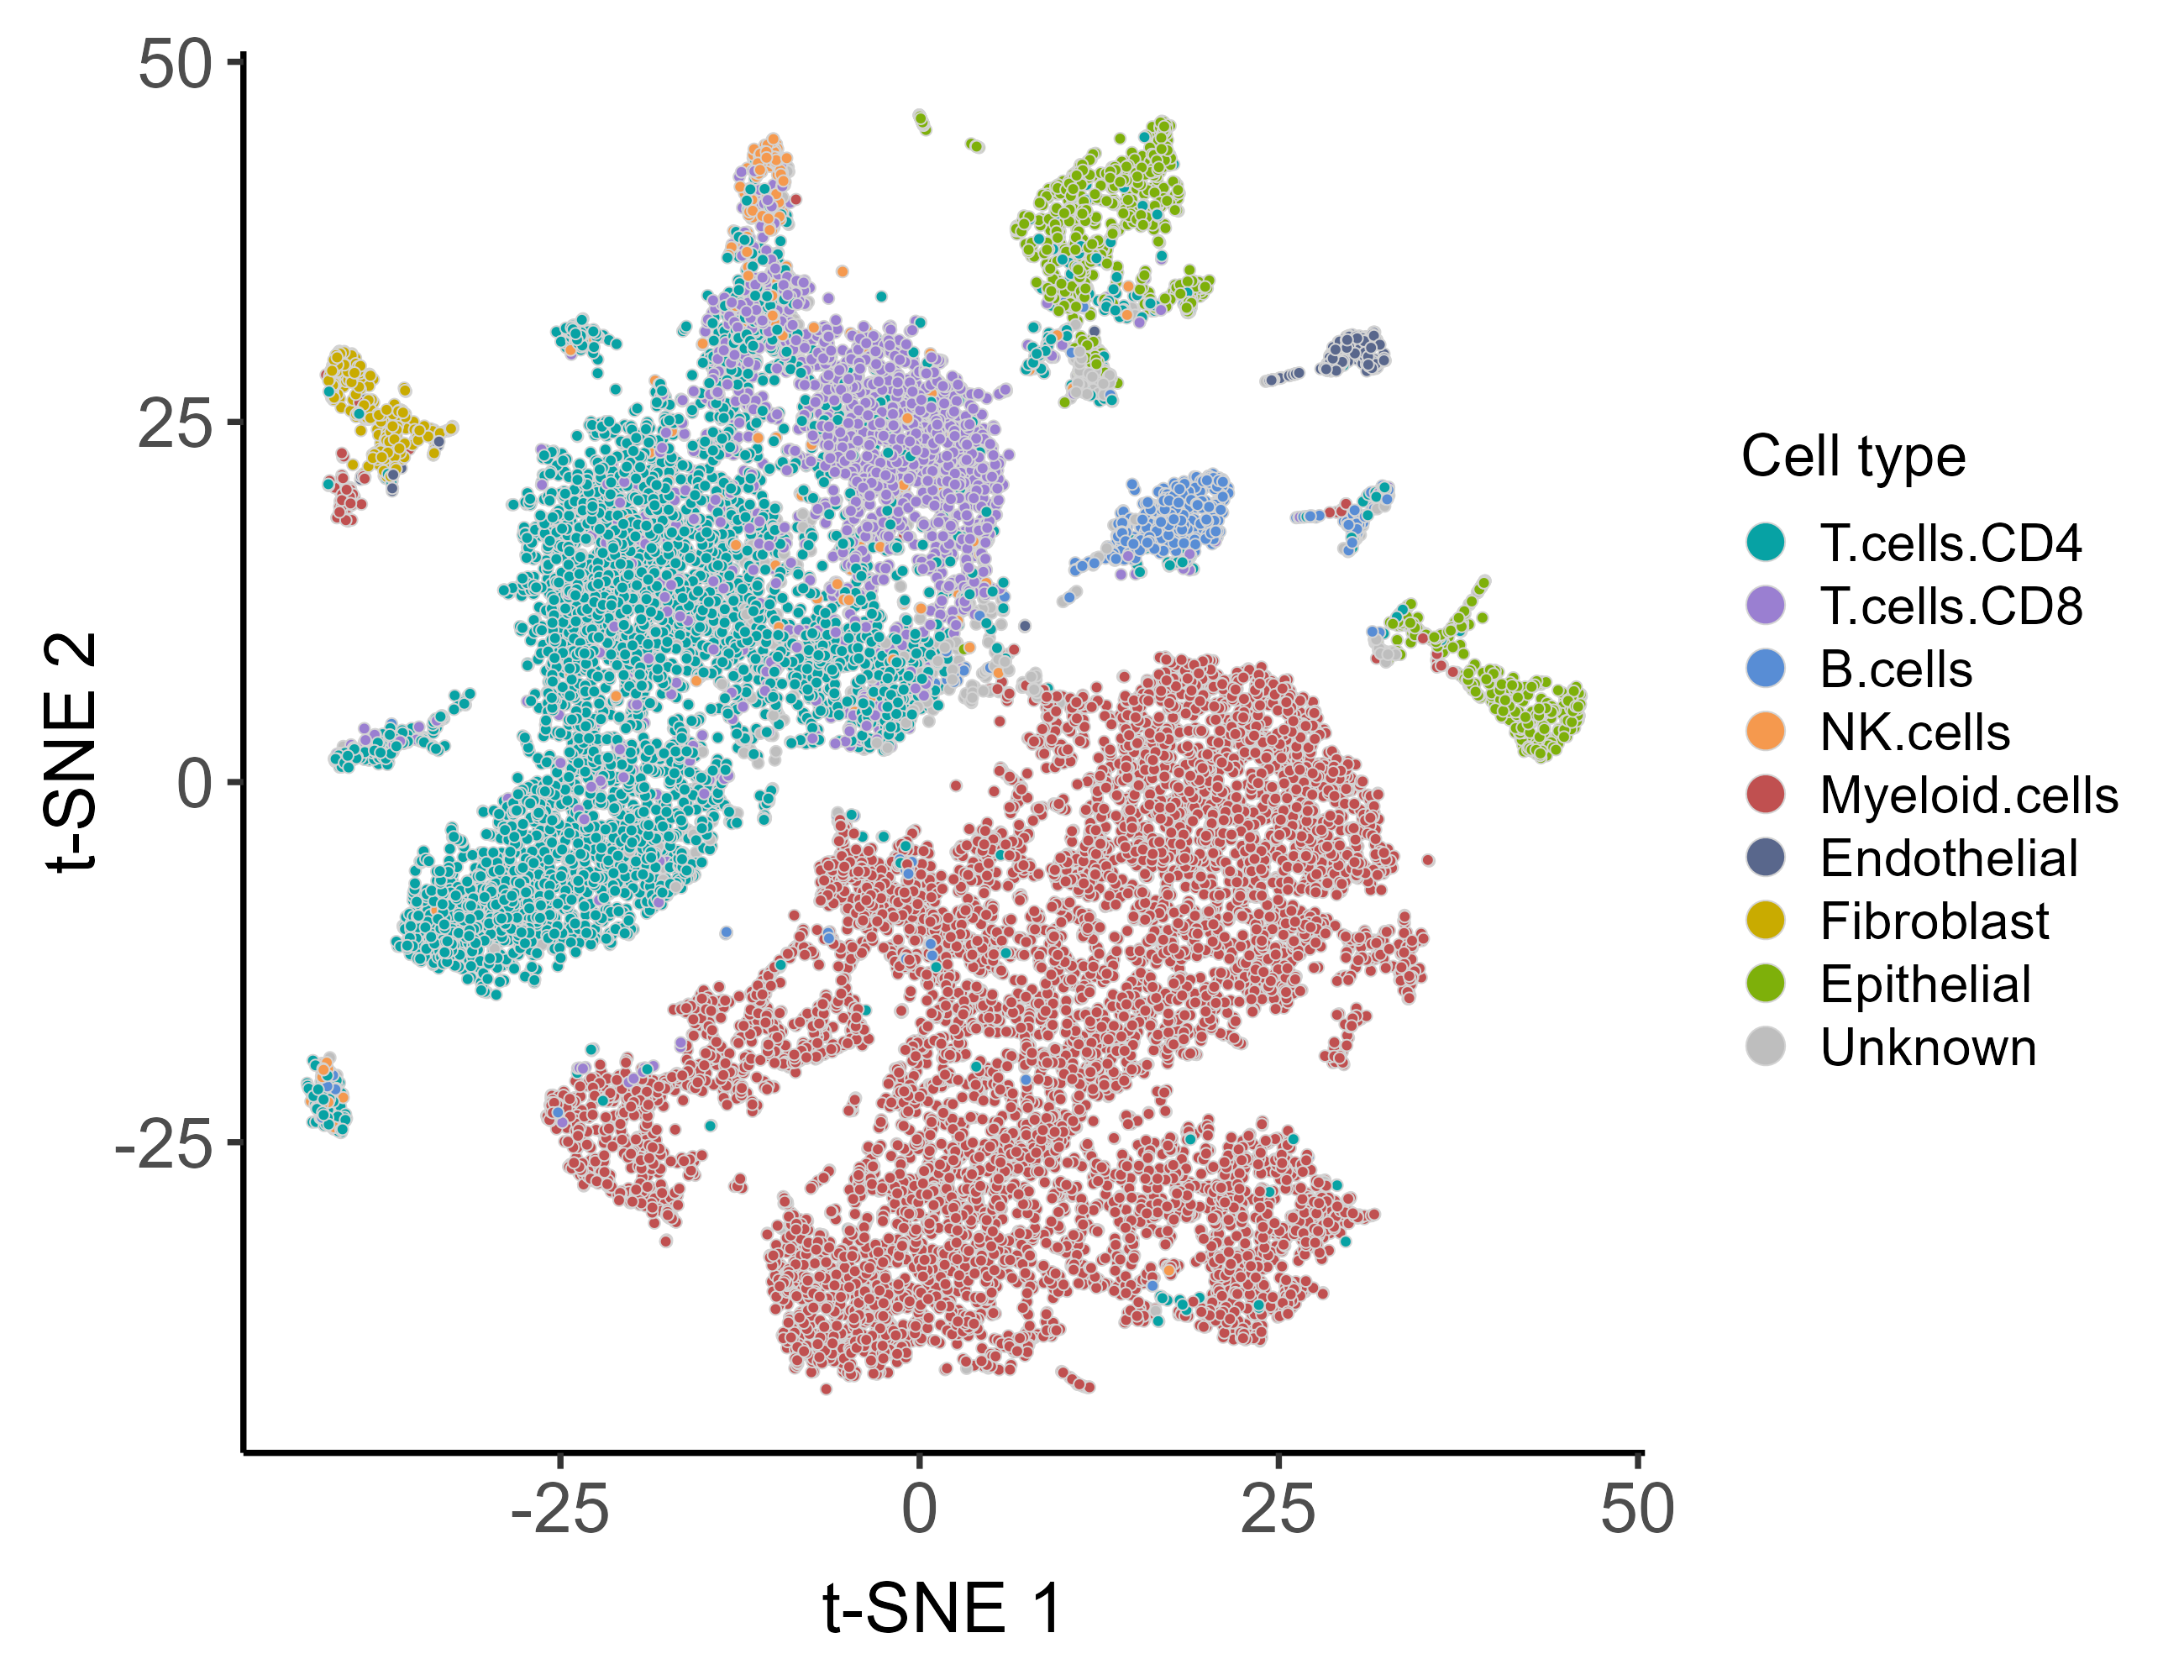 50
25
0
-25
t-SNE 2
-25
0
25
50
t-SNE 1
Cell type
T.cells.CD4
T.cells.CD8
B.cells
NK.cells
Myeloid.cells
Endothelial
Fibroblast
Epithelial
Unknown